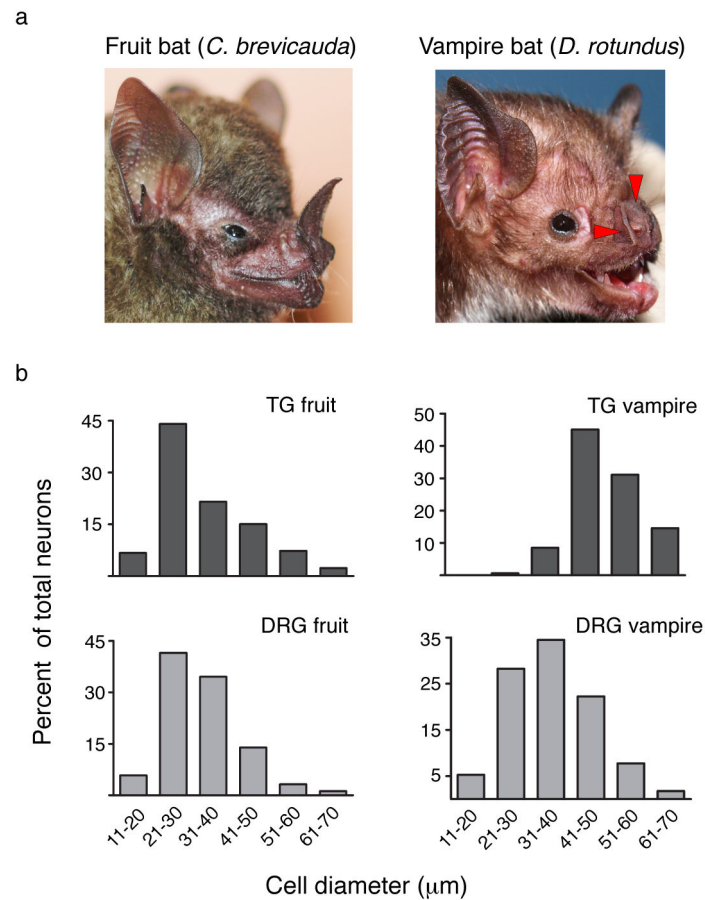 a
Fruit bat (C. brevicauda)
Vampire bat (D. rotundus)
b
TG fruit
45
30
15
TG vampire
50
40
30
20
10
Percent of total neurons
DRG fruit
45
30
15
DRG vampire
35
25
15
5
11-20
21-30
31-40
41-50
51-60
61-70
11-20
21-30
31-40
41-50
51-60
61-70
Cell diameter (μm)